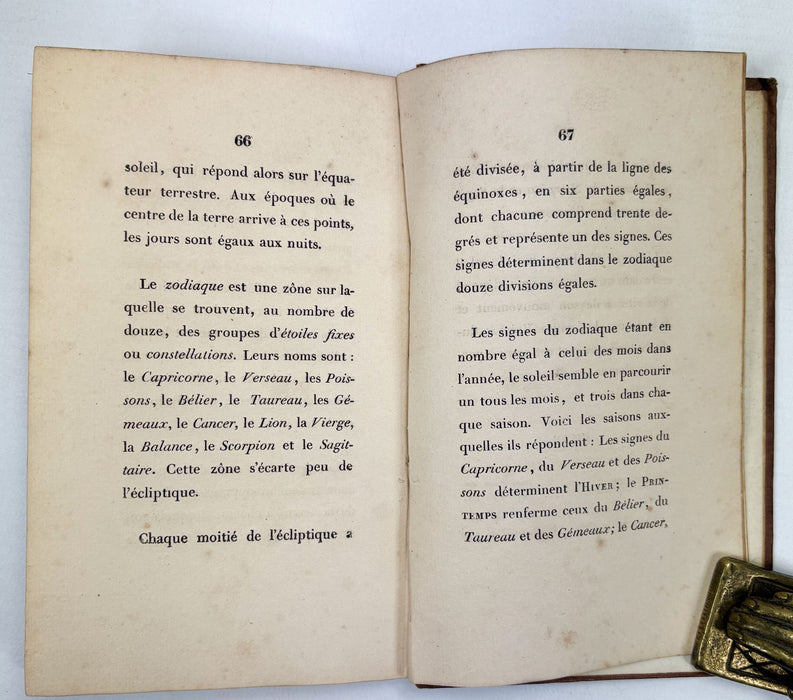 66
soleil, qui répond alors sur l'équa-
teur terrestre. Aux époques où le
centre de la terre arrive à ces points,
les jours sont égaux aux nuits.
Le zodiaque est une zône sur la-
quelle se trouvent, au nombre de
douze, des groupes d'étoiles fixes
ou constellations. Leurs noms sont :
le Capricorne, le Verseau, les Pois-
sons, le Bélier, le Taureau, les Gé-
meaux, le Cancer, le Lion, la Vierge,
la Balance, le Scorpion et le Sagit-
taire. Cette zône s'écarte peu de
l'écliptique.
Chaque moitié de l'écliptique a
67
été divisée, à partir de la ligne des
équinoxes, en six parties égales,
dont chacune comprend trente de-
grés et représente un des signes. Ces
signes déterminent dans le zodiaque
douze divisions égales.
Les signes du zodiaque étant en
nombre égal à celui des mois dans
l'année, le soleil semble en parcourir
un tous les mois, et trois dans cha-
que saison. Voici les saisons aux-
quelles ils répondent : Les signes du
Capricorne, du Verseau et des Pois-
sons déterminent l'HIVER; le PRIN-
TEMPS renferme ceux du Bélier, du
Taureau et des Gémeaux; le Cancer,